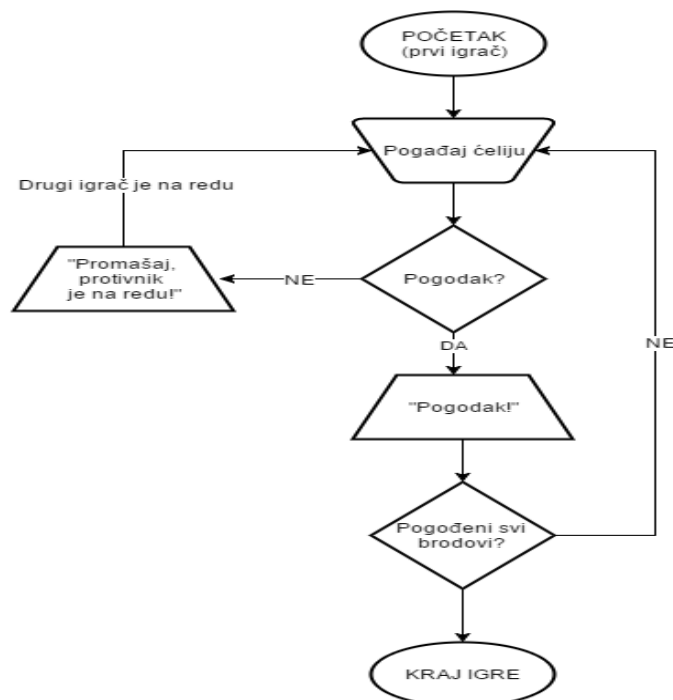 POČETAK
(prvi igrač)
Pogađaj ćeliju
Drugi igrač je na redu
"Promašaj,
protivnik
je na redu!"
NE
Pogodak?
DA
NE
"Pogodak!"
Pogođeni svi
brodovi?
KRAJ IGRE